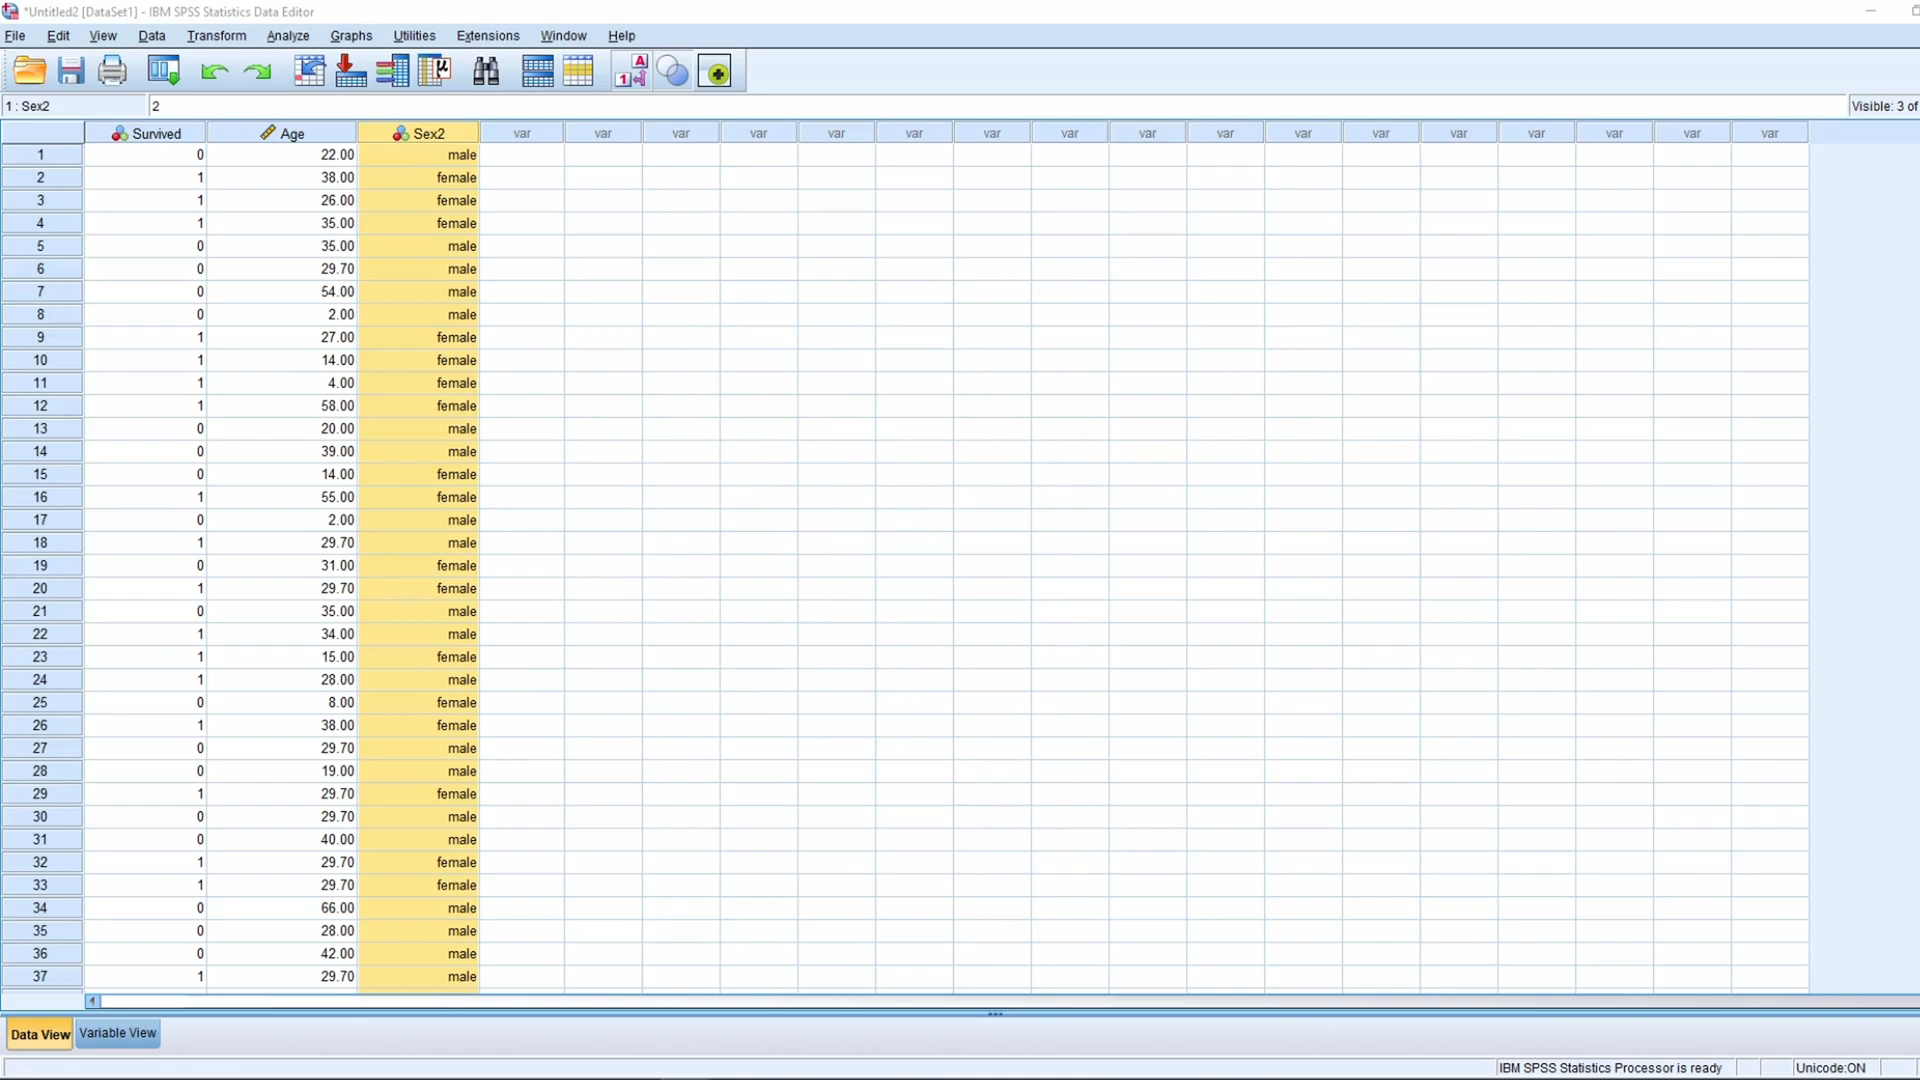 *Untitled2 [DataSet1] - IBM SPSS Statistics Data Editor
File Edit View Data Transform Analyze Graphs Utilities Extensions Window Help
1 : Sex2 2 Visible: 3 of
Survived Age Sex2 var var var var var var var var var var var var var var var var var
1 0 22.00 male
2 1 38.00 female
3 1 26.00 female
4 1 35.00 female
5 0 35.00 male
6 0 29.70 male
7 0 54.00 male
8 0 2.00 male
9 1 27.00 female
10 1 14.00 female
11 1 4.00 female
12 1 58.00 female
13 0 20.00 male
14 0 39.00 male
15 0 14.00 female
16 1 55.00 female
17 0 2.00 male
18 1 29.70 male
19 0 31.00 female
20 1 29.70 female
21 0 35.00 male
22 1 34.00 male
23 1 15.00 female
24 1 28.00 male
25 0 8.00 female
26 1 38.00 female
27 0 29.70 male
28 0 19.00 male
29 1 29.70 female
30 0 29.70 male
31 0 40.00 male
32 1 29.70 female
33 1 29.70 female
34 0 66.00 male
35 0 28.00 male
36 0 42.00 male
37 1 29.70 male
Data View Variable View
IBM SPSS Statistics Processor is ready Unicode:ON